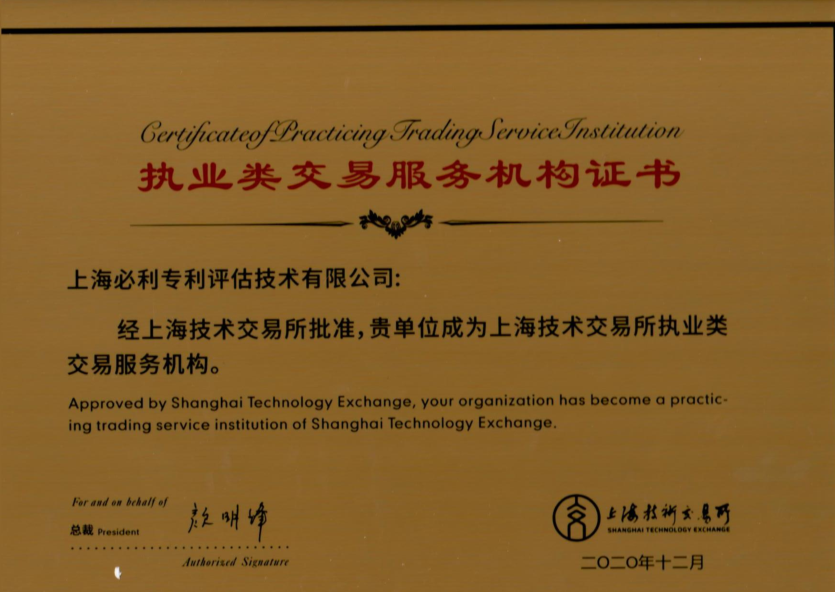 Certificate of Practicing Trading Service Institution
执业类交易服务机构证书
上海必利专利评估技术有限公司:
经上海技术交易所批准，贵单位成为上海技术交易所执业类
交易服务机构。
Approved by Shanghai Technology Exchange, your organization has become a practic-
ing trading service institution of Shanghai Technology Exchange.
For and on behalf of
总裁 President
颜明峰
Authorized Signature
上海技術交易所
SHANGHAI TECHNOLOGY EXCHANGE
二〇二〇年十二月